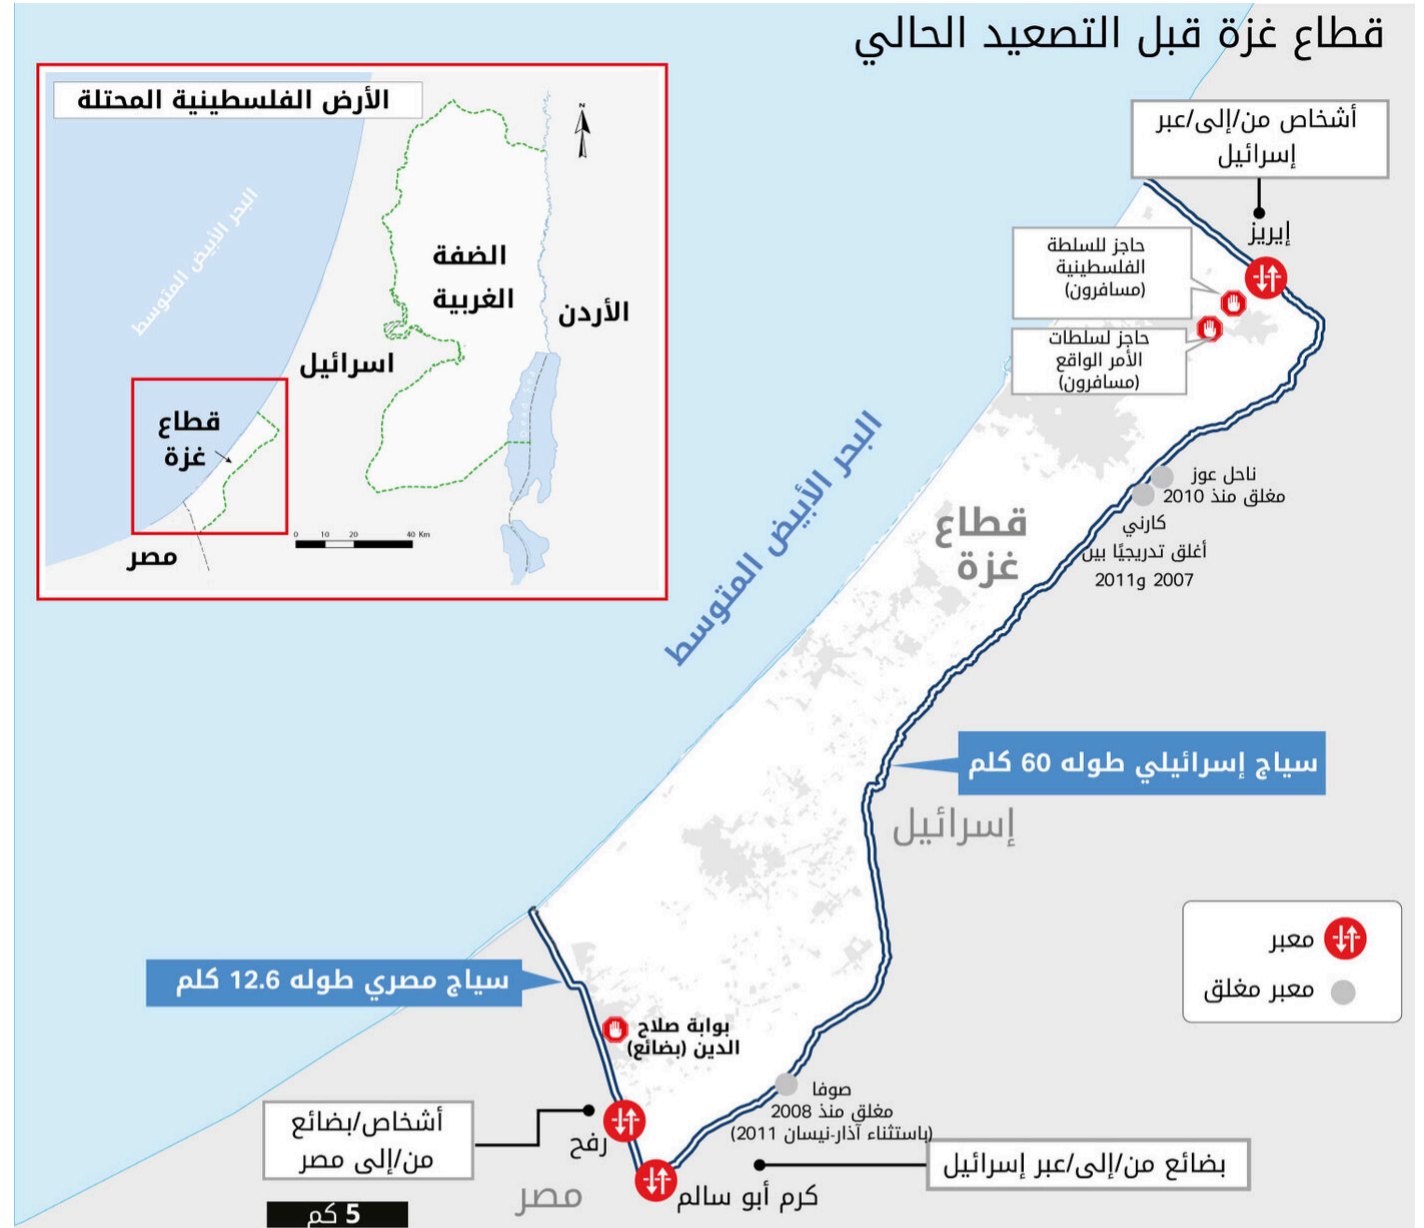 قطاع غزة قبل التصعيد الحالي
الأرض الفلسطينية المحتلة
N
البحر الأبيض المتوسط
الضفة
الغربية
الأردن
اسرائيل
قطاع
غزة
مصر
0 10 20 40 Km
أشخاص من/إلى/عبر
إسرائيل
إيريز
حاجز للسلطة
الفلسطينية
(مسافرون)
حاجز لسلطات
الأمر الواقع
(مسافرون)
البحر الأبيض المتوسط
قطاع
غزة
ناحل عوز
مغلق منذ 2010
كارني
أغلق تدريجيًا بين
2007 و2011
سياج إسرائيلي طوله 60 كلم
إسرائيل
معبر
معبر مغلق
سياج مصري طوله 12.6 كلم
بوابة صلاح
الدين (بضائع)
صوفا
مغلق منذ 2008
(باستثناء آذار-نيسان 2011)
أشخاص/بضائع
من/إلى مصر
رفح
بضائع من/إلى/عبر إسرائيل
كرم أبو سالم
مصر
5 كم